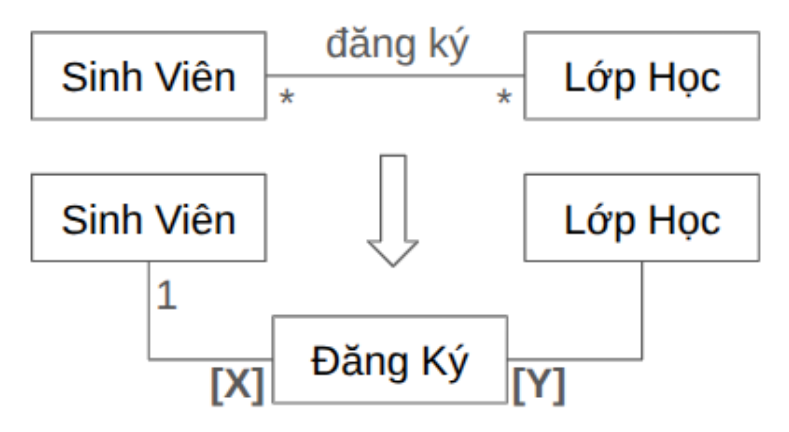 đăng ký
Sinh Viên
Lớp Học
*
*
Sinh Viên
Lớp Học
1
Đăng Ký
[X]
[Y]